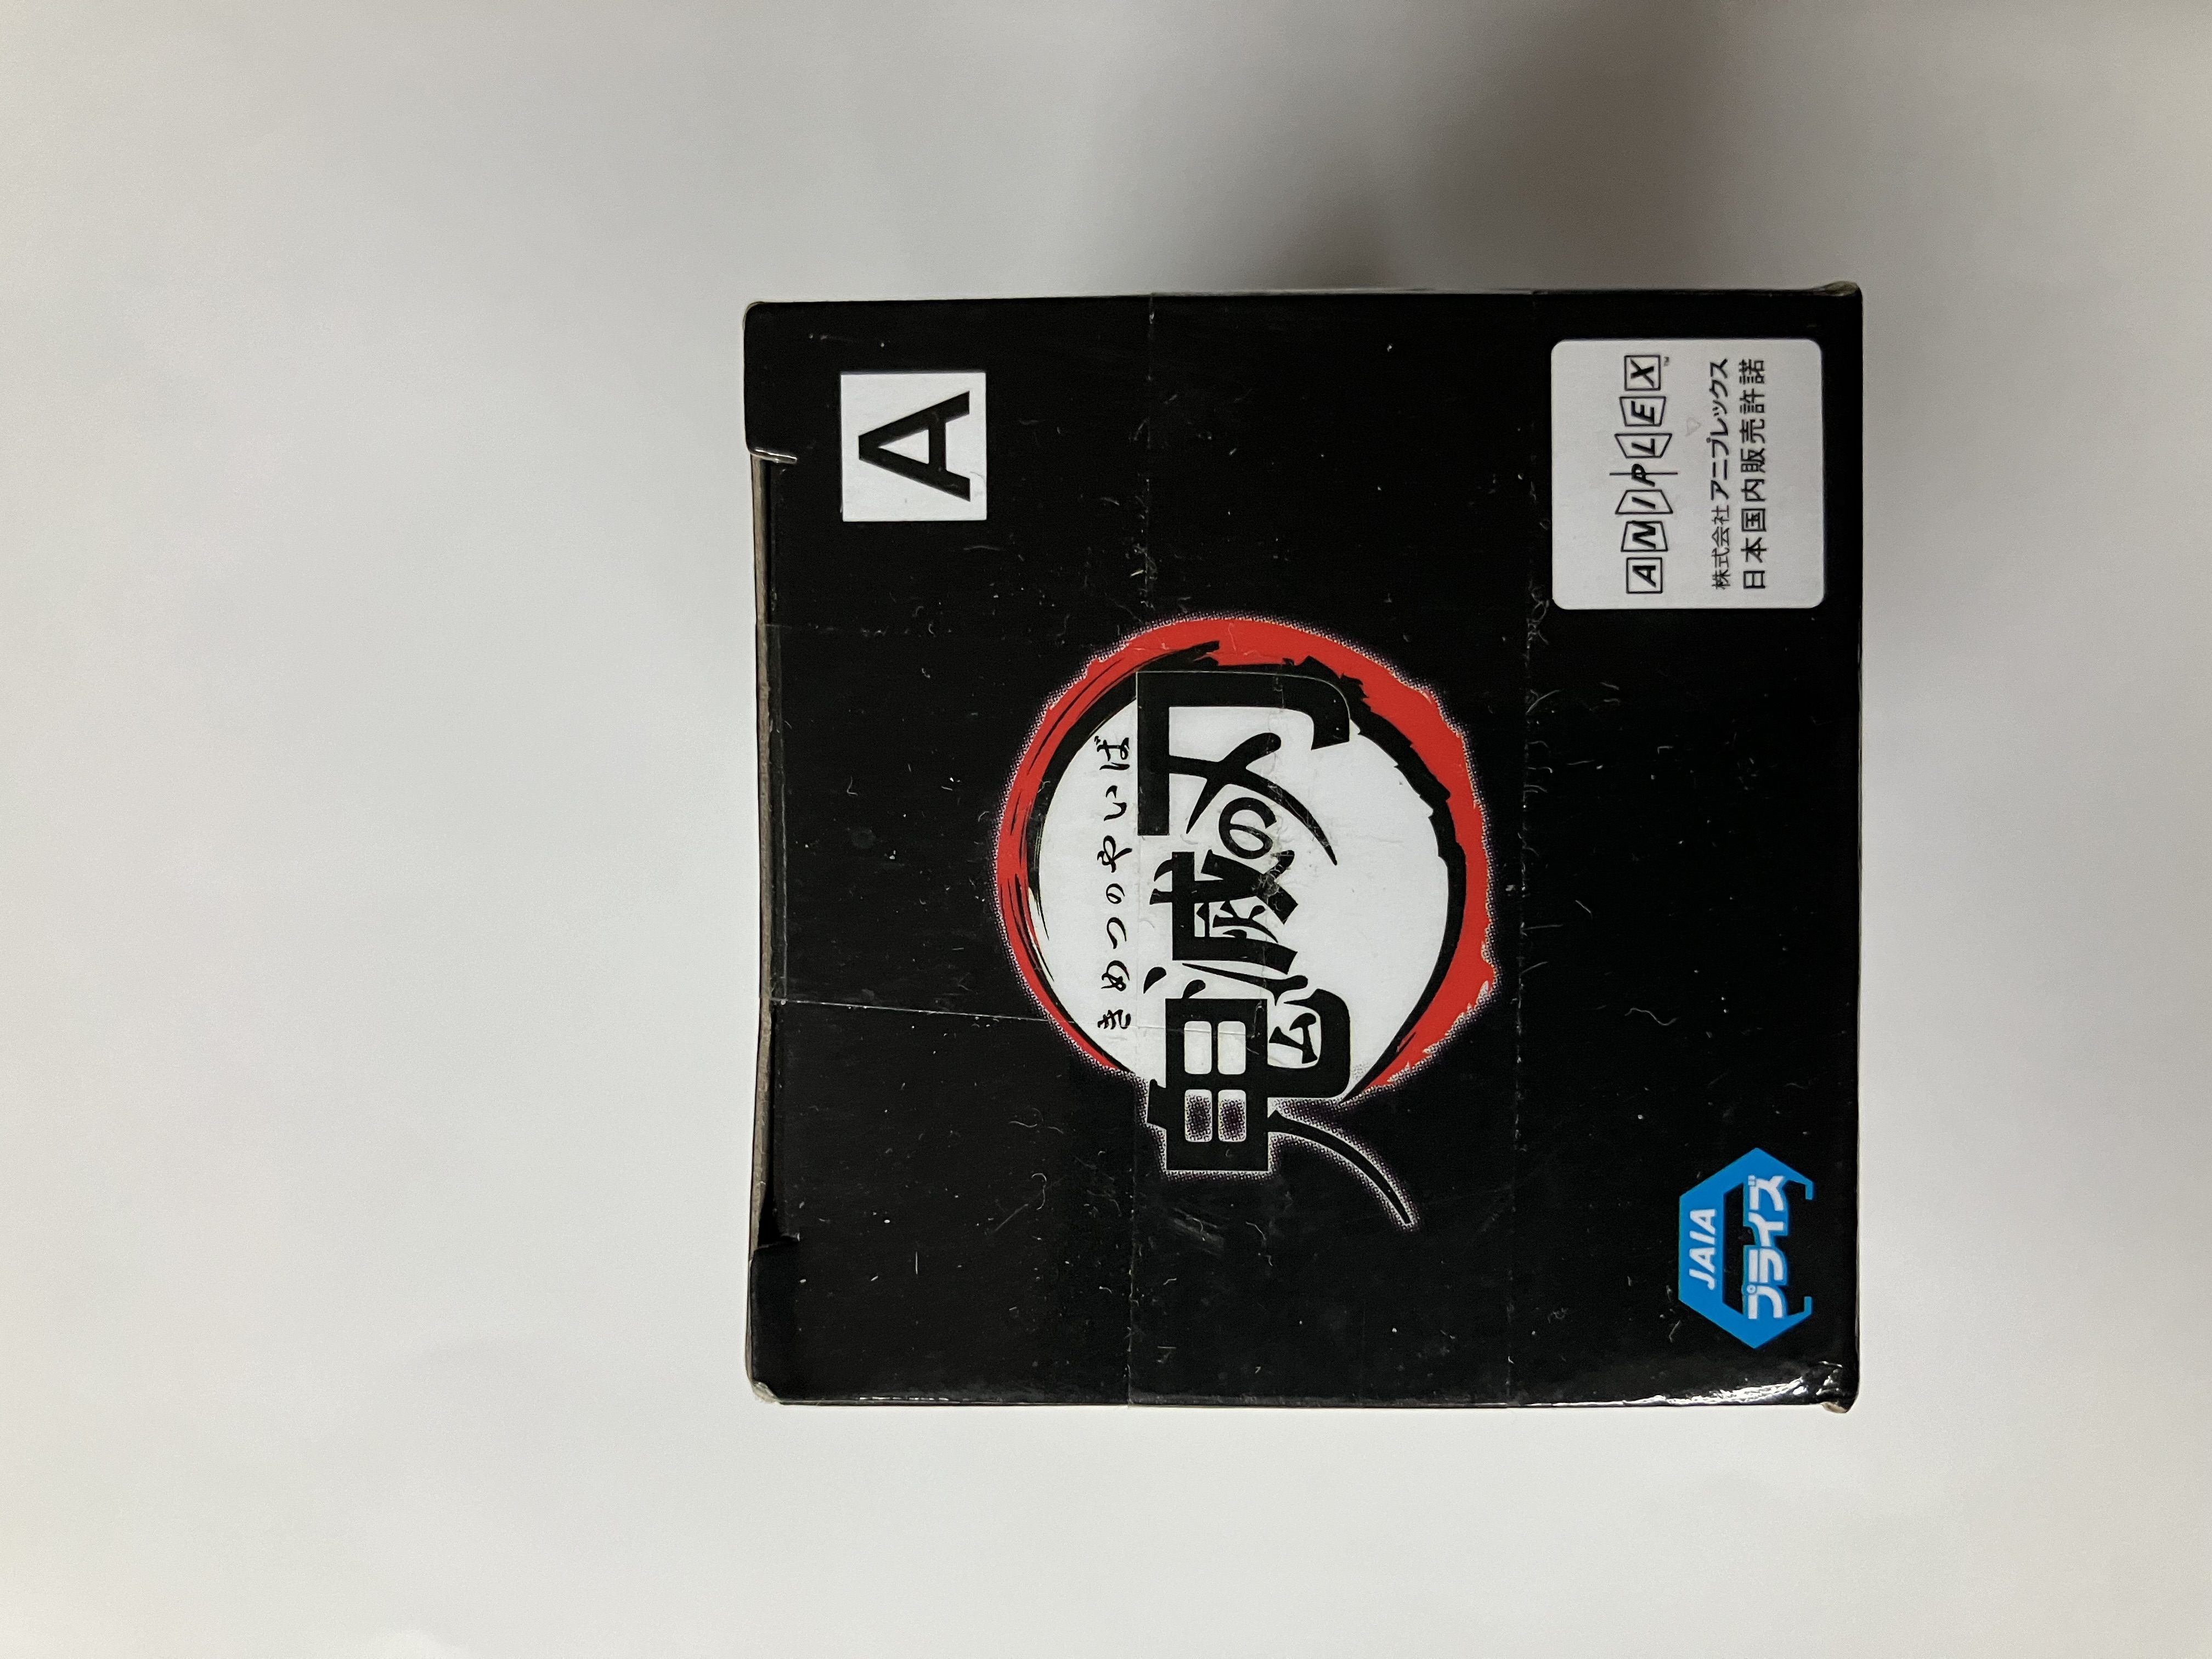 A
きめつのやいば
鬼滅の刃
JAIA
プライズ
ANIPLEX™
株式会社アニプレックス
日本国内販売許諾